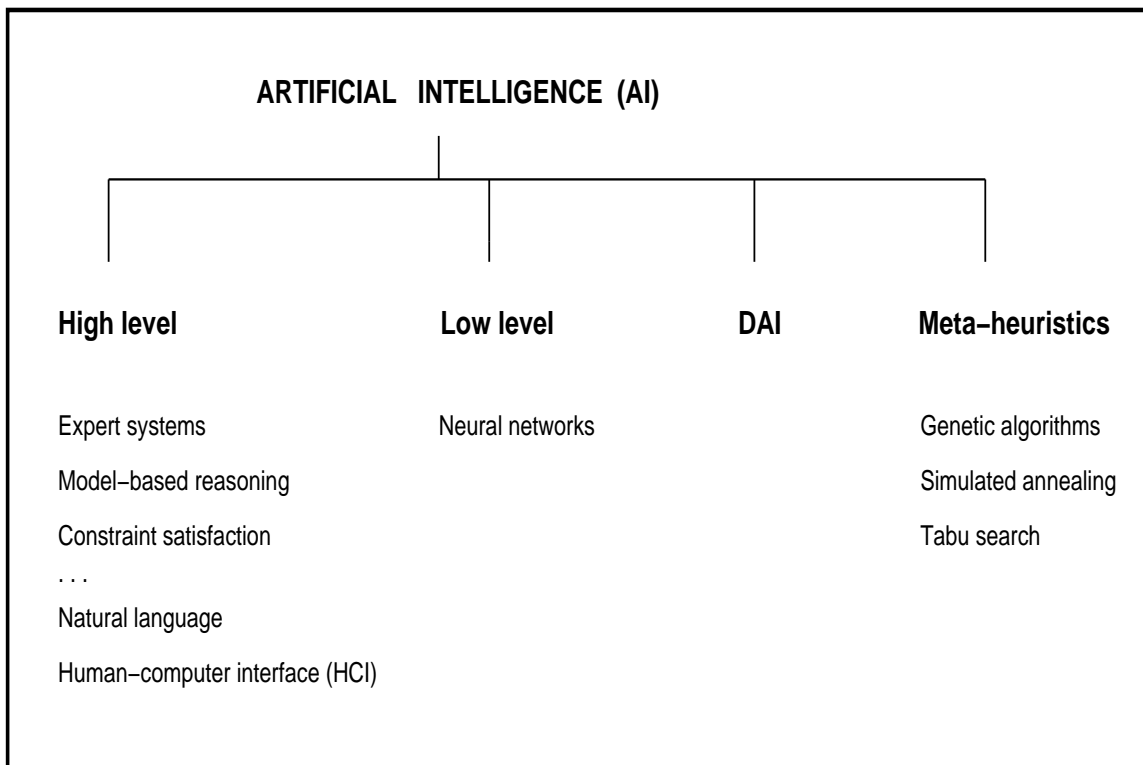 ARTIFICIAL INTELLIGENCE (AI)
High level
Low level
DAI
Meta–heuristics
Expert systems
Model–based reasoning
Constraint satisfaction
. . .
Natural language
Human–computer interface (HCI)
Neural networks
Genetic algorithms
Simulated annealing
Tabu search